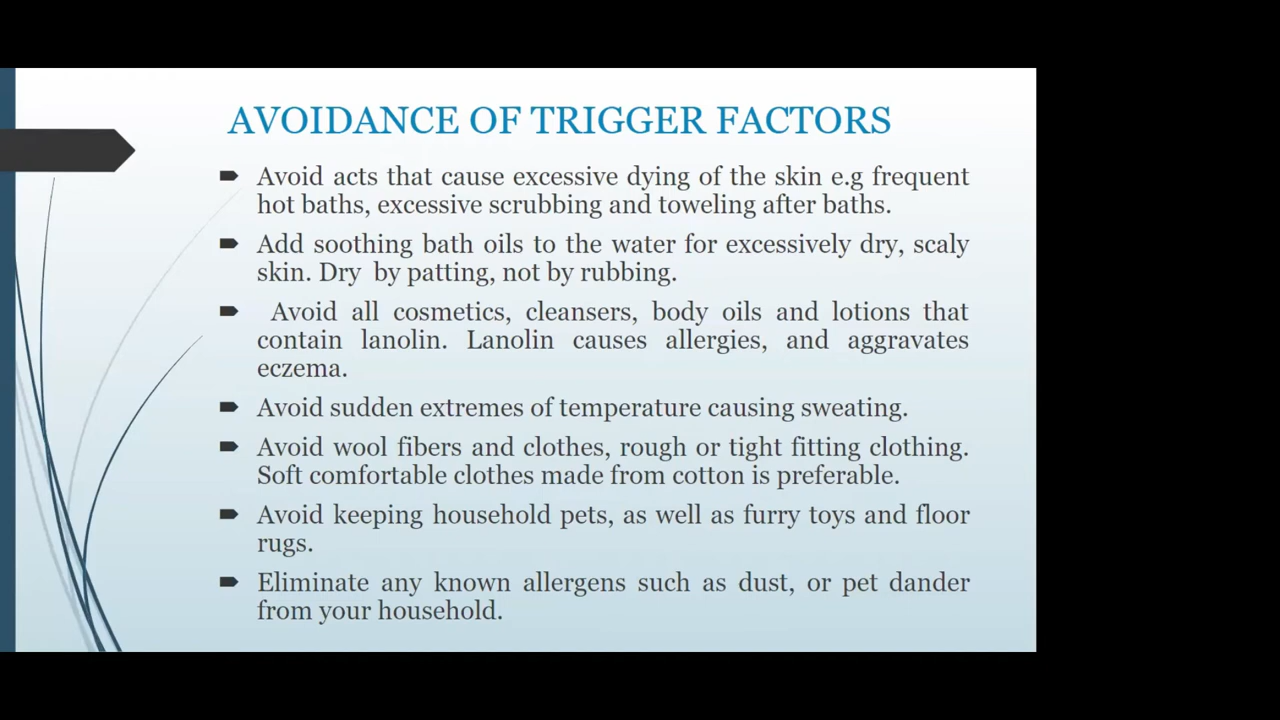 AVOIDANCE OF TRIGGER FACTORS
Avoid acts that cause excessive dying of the skin e.g frequent
hot baths, excessive scrubbing and toweling after baths.
Add soothing bath oils to the water for excessively dry, scaly
skin. Dry by patting, not by rubbing.
Avoid all cosmetics, cleansers, body oils and lotions that
contain lanolin. Lanolin causes allergies, and aggravates
eczema.
Avoid sudden extremes of temperature causing sweating.
Avoid wool fibers and clothes, rough or tight fitting clothing.
Soft comfortable clothes made from cotton is preferable.
Avoid keeping household pets, as well as furry toys and floor
rugs.
Eliminate any known allergens such as dust, or pet dander
from your household.